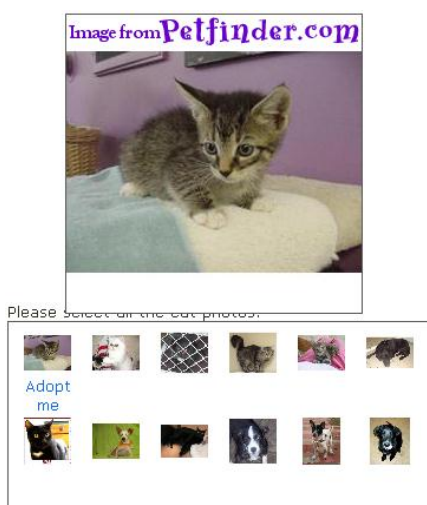 Image from Petfinder.com
Please select all the cat photos:
Adopt
me